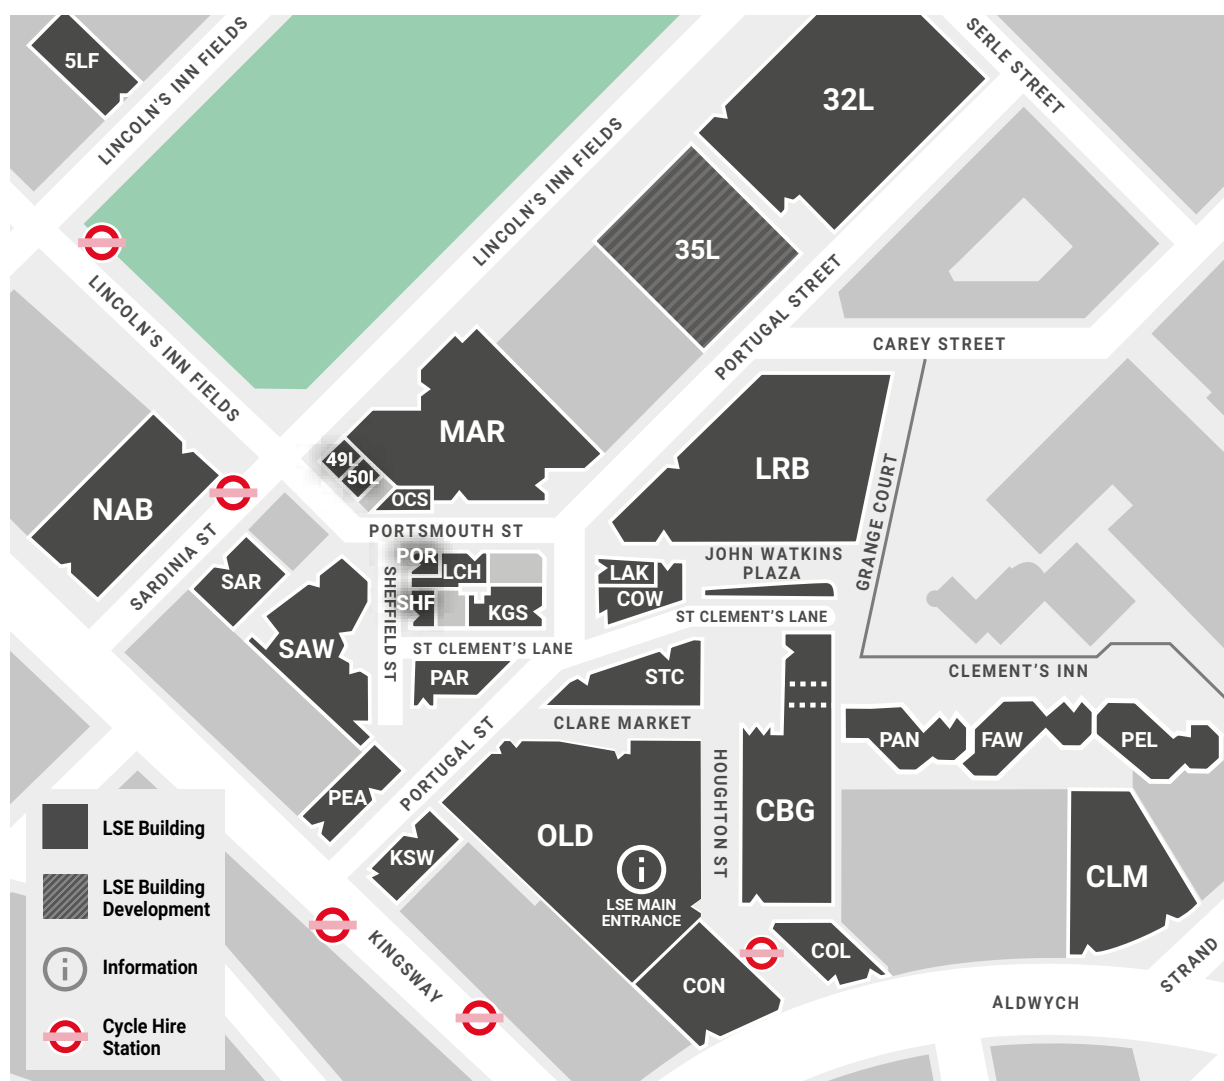 5LF
LINCOLN'S INN FIELDS
SERLE STREET
32L
LINCOLN'S INN FIELDS
35L
LINCOLN'S INN FIELDS
PORTUGAL STREET
CAREY STREET
MAR
49L
50L
OCS
LRB
NAB
GRANGE COURT
PORTSMOUTH ST
SARDINIA ST
POR
LCH
JOHN WATKINS
PLAZA
SAR
SHEFFIELD ST
LAK
COW
SHF
KGS
ST CLEMENT'S LANE
SAW
ST CLEMENT'S LANE
PAR
STC
CLEMENT'S INN
CLARE MARKET
PORTUGAL ST
PAN
FAW
PEL
HOUGHTON ST
PEA
CBG
OLD
KSW
CLM
LSE MAIN
ENTRANCE
COL
CON
KINGSWAY
STRAND
ALDWYCH
LSE Building
LSE Building
Development
Information
Cycle Hire
Station